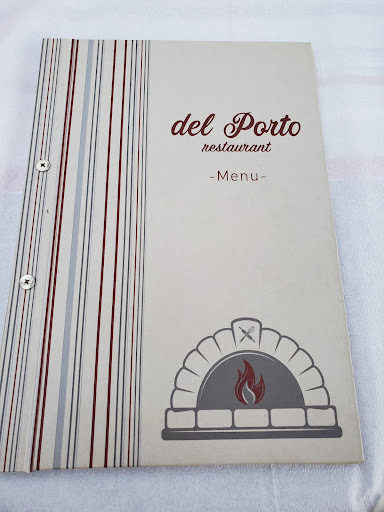 del Porto
restaurant
-Menu-